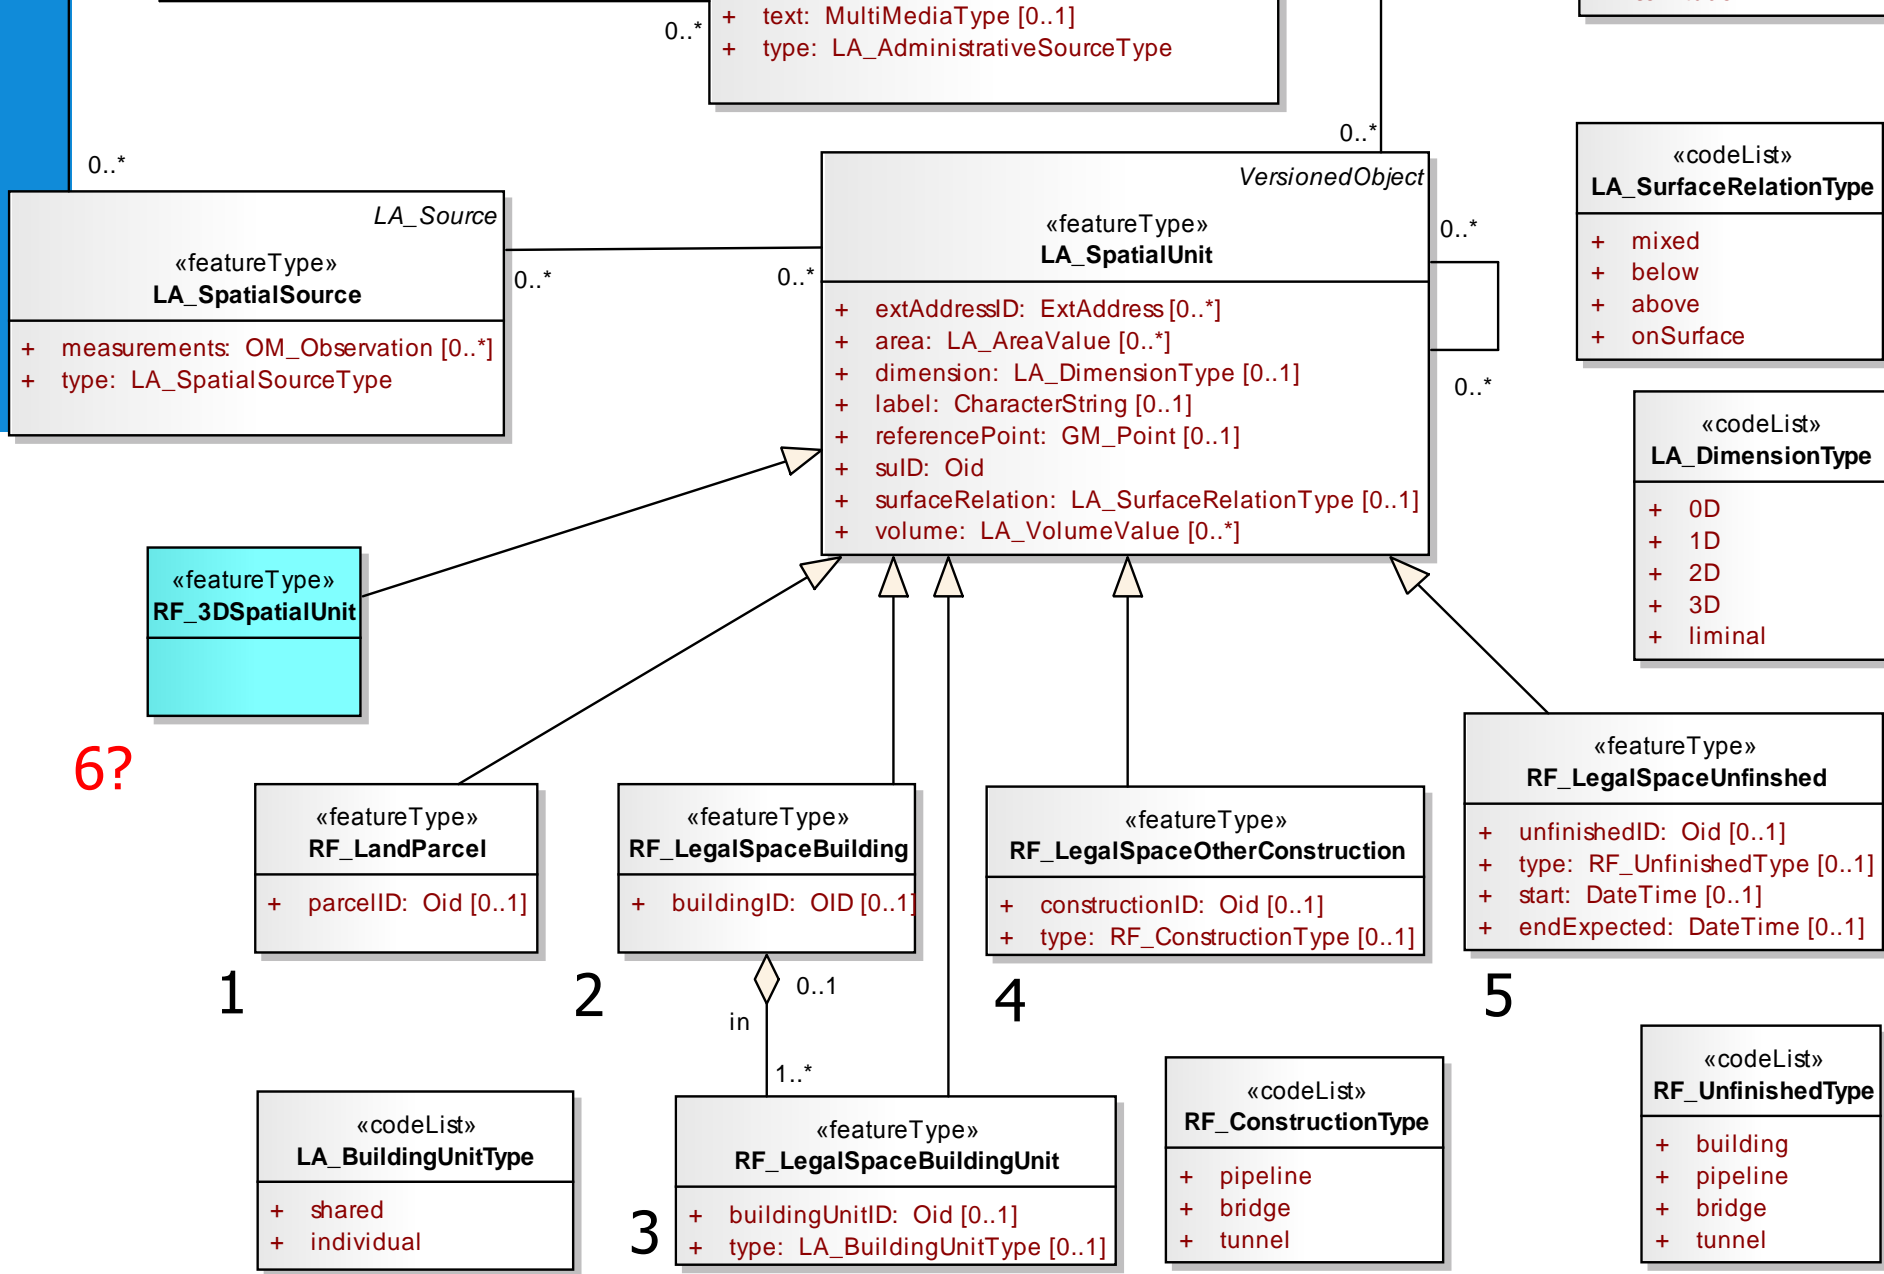 + text: MultiMediaType [0..1]
+ type: LA_AdministrativeSourceType
0..*
0..*
0..*
LA_Source
«featureType»
LA_SpatialSource
+ measurements: OM_Observation [0..*]
+ type: LA_SpatialSourceType
0..*
0..*
VersionedObject
«featureType»
LA_SpatialUnit
+ extAddressID: ExtAddress [0..*]
+ area: LA_AreaValue [0..*]
+ dimension: LA_DimensionType [0..1]
+ label: CharacterString [0..1]
+ referencePoint: GM_Point [0..1]
+ suID: Oid
+ surfaceRelation: LA_SurfaceRelationType [0..1]
+ volume: LA_VolumeValue [0..*]
0..*
0..*
«codeList»
LA_SurfaceRelationType
+ mixed
+ below
+ above
+ onSurface
«codeList»
LA_DimensionType
+ 0D
+ 1D
+ 2D
+ 3D
+ liminal
«featureType»
RF_3DSpatialUnit
6?
«featureType»
RF_LandParcel
+ parcelID: Oid [0..1]
1
«featureType»
RF_LegalSpaceBuilding
+ buildingID: OID [0..1]
2
0..1
in
1..*
«featureType»
RF_LegalSpaceOtherConstruction
+ constructionID: Oid [0..1]
+ type: RF_ConstructionType [0..1]
4
«featureType»
RF_LegalSpaceUnfinshed
+ unfinishedID: Oid [0..1]
+ type: RF_UnfinishedType [0..1]
+ start: DateTime [0..1]
+ endExpected: DateTime [0..1]
5
«codeList»
LA_BuildingUnitType
+ shared
+ individual
3
«featureType»
RF_LegalSpaceBuildingUnit
+ buildingUnitID: Oid [0..1]
+ type: LA_BuildingUnitType [0..1]
«codeList»
RF_ConstructionType
+ pipeline
+ bridge
+ tunnel
«codeList»
RF_UnfinishedType
+ building
+ pipeline
+ bridge
+ tunnel